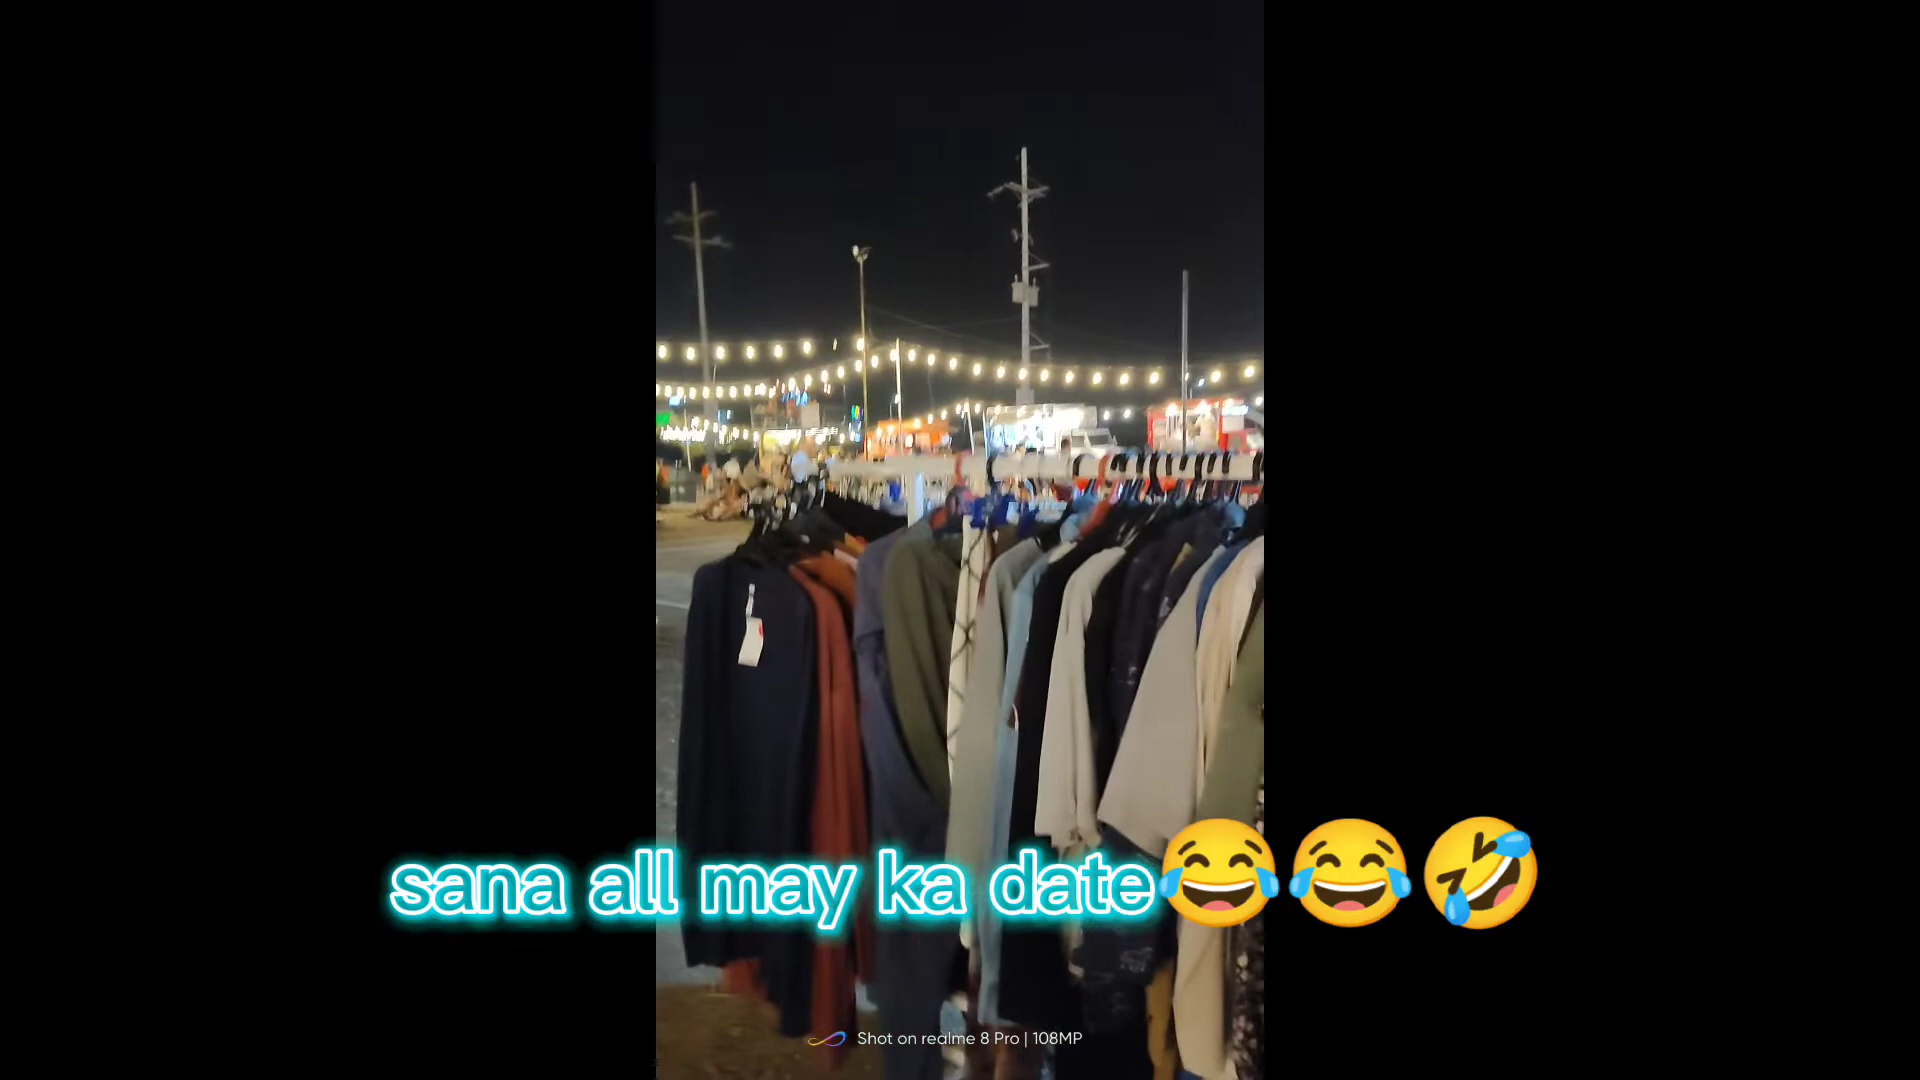 sana all may ka date😂😂🤣
Shot on realme 8 Pro | 108MP